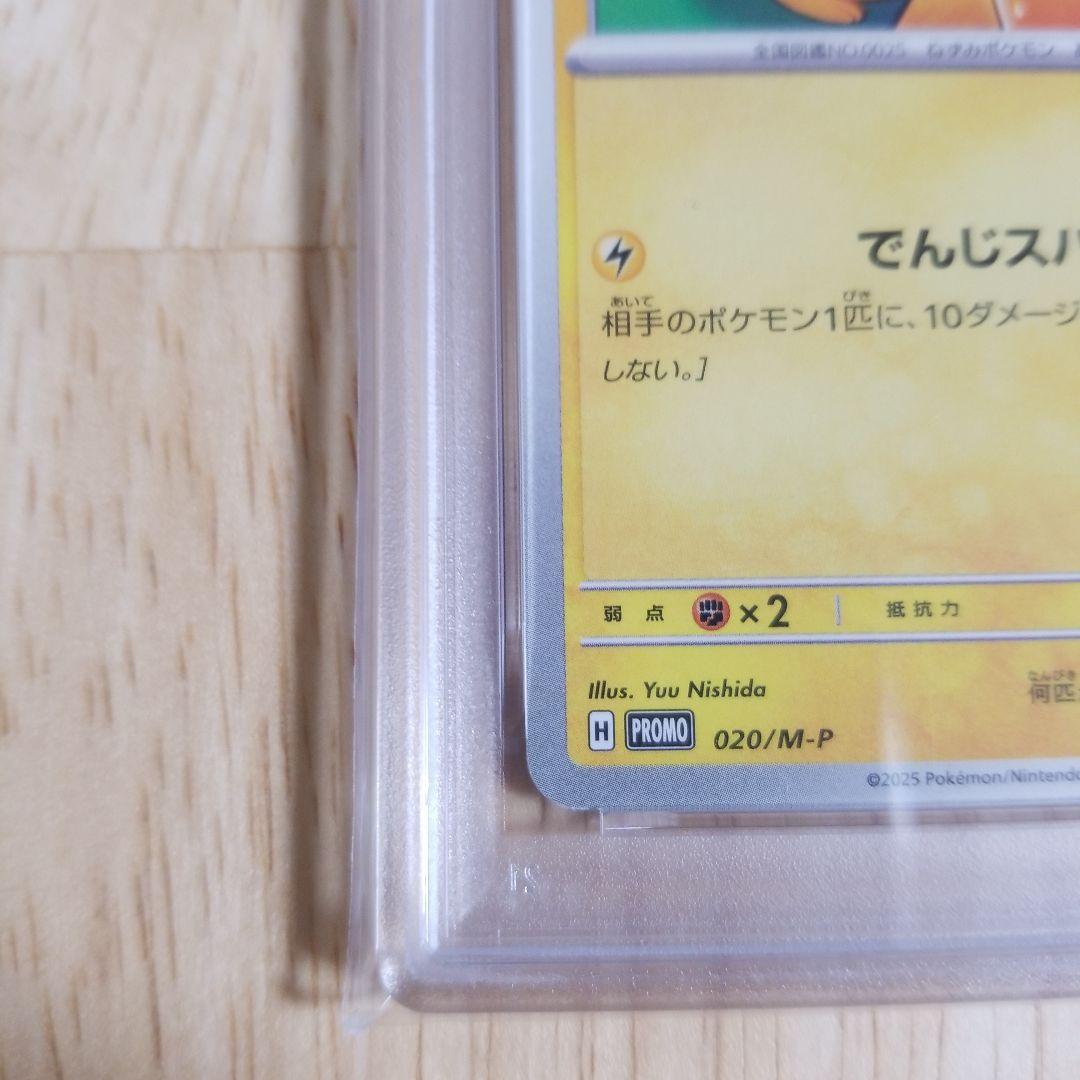 全国図鑑NO.0025 ねずみポケモン
でんじスパ
あいて びき
相手のポケモン1匹に、10ダメージ
しない。]
弱点 ×2 抵抗力
Illus. Yuu Nishida
なんびき
何匹
H PROMO 020/M-P
©2025 Pokémon/Nintendo
21